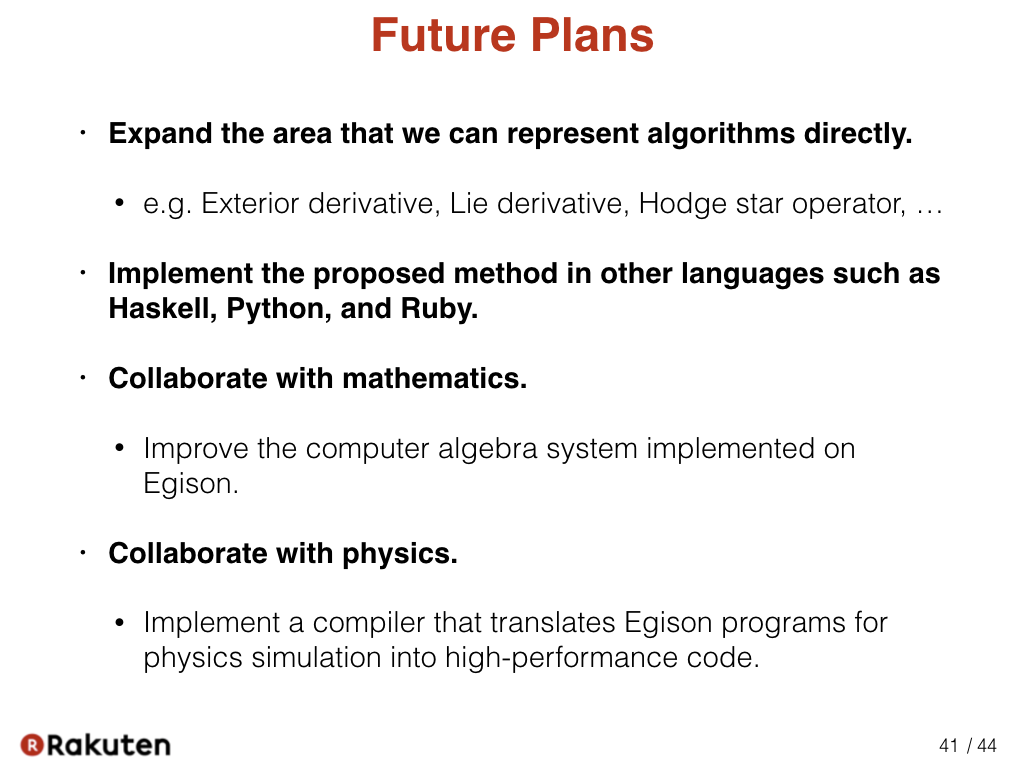 Future Plans
· Expand the area that we can represent algorithms directly.
• e.g. Exterior derivative, Lie derivative, Hodge star operator, …
· Implement the proposed method in other languages such as
Haskell, Python, and Ruby.
· Collaborate with mathematics.
• Improve the computer algebra system implemented on
Egison.
· Collaborate with physics.
• Implement a compiler that translates Egison programs for
physics simulation into high-performance code.
R Rakuten
41 / 44